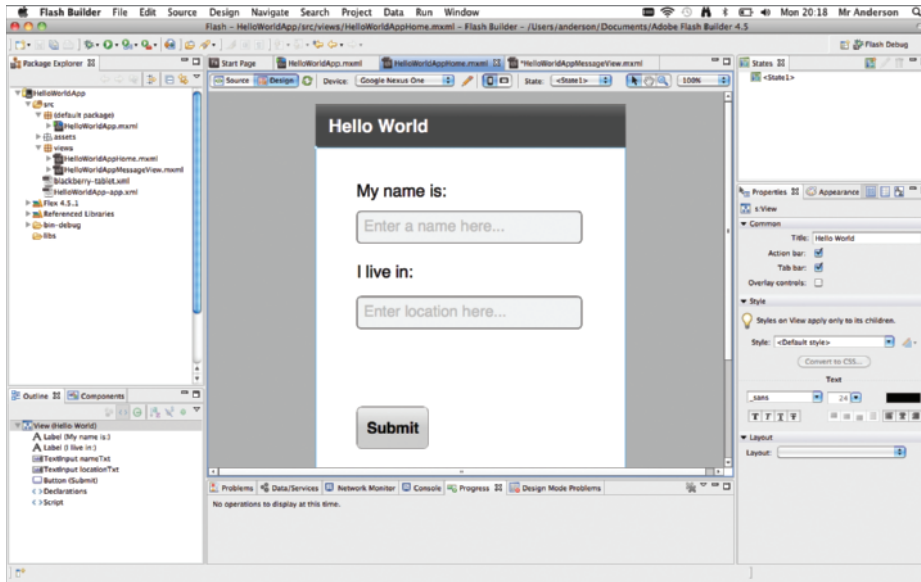 Flash Builder File Edit Source Design Navigate Search Project Data Run Window Mon 20:18 Mr Anderson
Flash – HelloWorldApp/src/views/HelloWorldAppHome.mxml – Flash Builder – /Users/anderson/Documents/Adobe Flash Builder 4.5
Flash Debug
Package Explorer
HelloWorldApp
src
(default package)
HelloWorldApp.mxml
assets
views
HelloWorldAppHome.mxml
HelloWorldAppMessageView.mxml
blackberry-tablet.xml
HelloWorldApp-app.xml
Flex 4.5.1
Referenced Libraries
bin-debug
libs
Outline Components
View (Hello World)
Label (My name is:)
Label (I live in:)
TextInput nameTxt
TextInput locationTxt
Button (Submit)
Declarations
Script
Start Page HelloWorldApp.mxml HelloWorldAppHome.mxml *HelloWorldAppMessageView.mxml
Source Design Device: Google Nexus One State: <State1> 100%
Hello World
My name is:
Enter a name here...
I live in:
Enter location here...
Submit
Problems Data/Services Network Monitor Console Progress Design Mode Problems
No operations to display at this time.
States
<State1>
Properties Appearance
s:View
Common
Title: Hello World
Action bar:
Tab bar:
Overlay controls:
Style
Styles on View apply only to its children.
Style: <Default style>
Convert to CSS...
Text
_sans 24
T T T T
Layout
Layout: